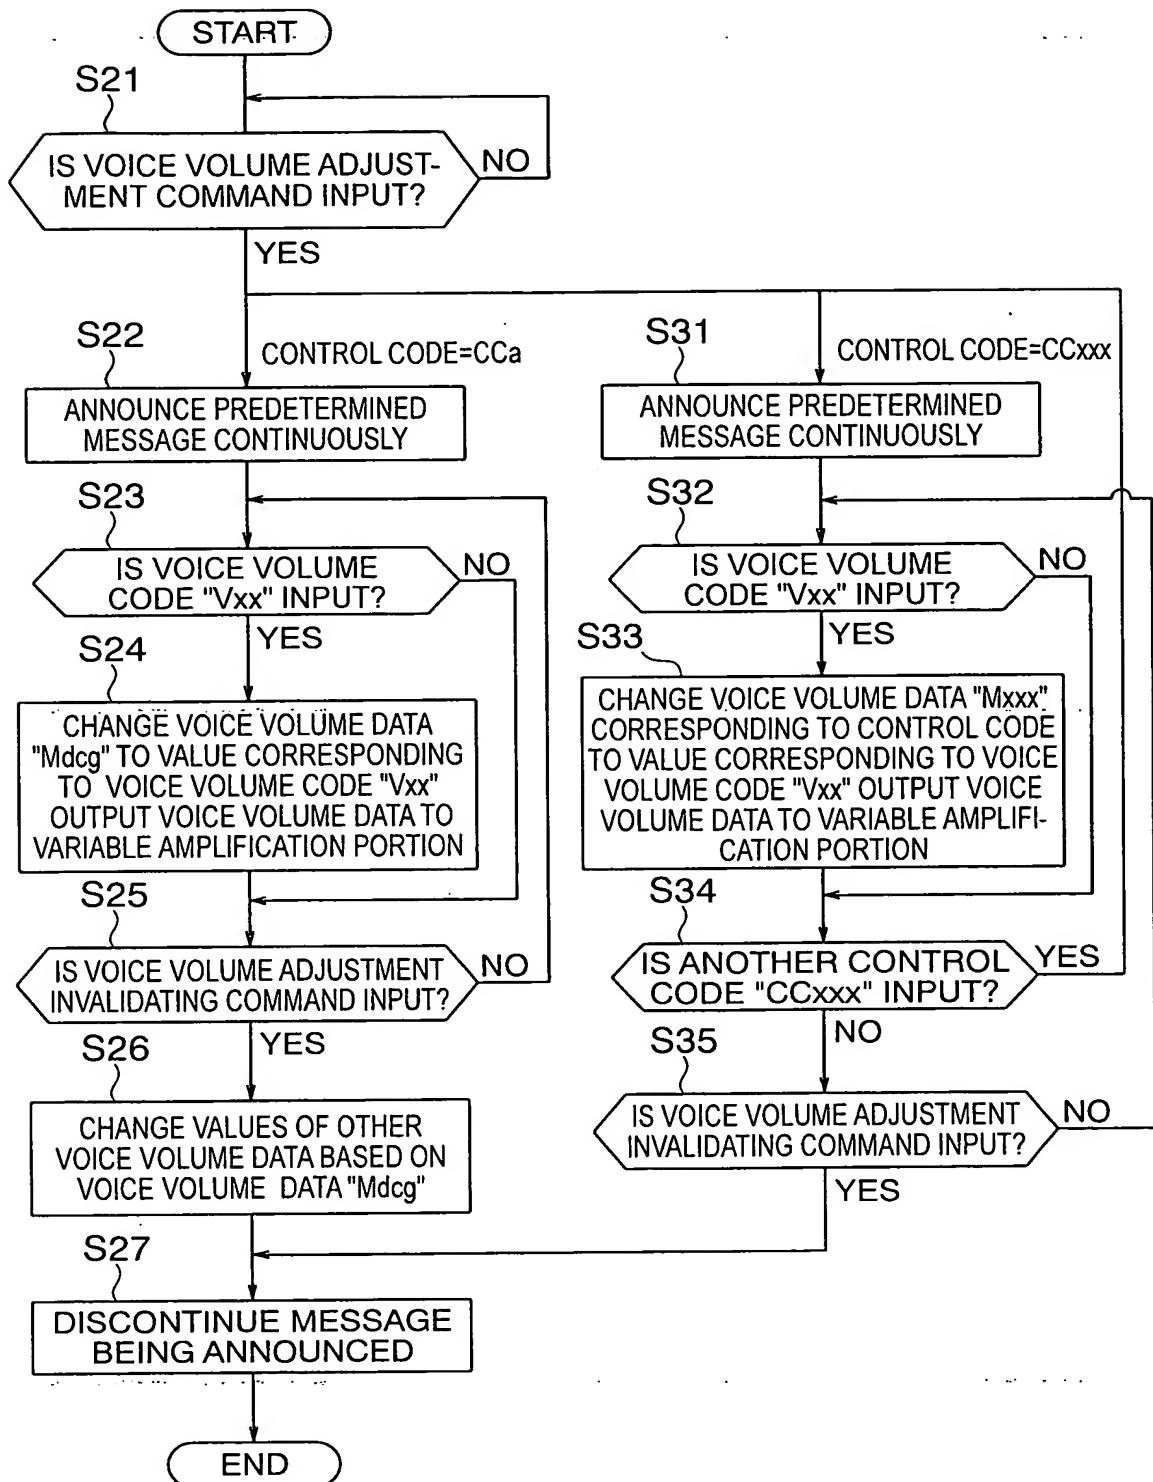 START
S21
IS VOICE VOLUME ADJUST-
MENT COMMAND INPUT?
NO
YES
S22
CONTROL CODE=CCa
ANNOUNCE PREDETERMINED
MESSAGE CONTINUOUSLY
S23
IS VOICE VOLUME
CODE "Vxx" INPUT?
NO
YES
S24
CHANGE VOICE VOLUME DATA
"Mdcg" TO VALUE CORRESPONDING
TO VOICE VOLUME CODE "Vxx"
OUTPUT VOICE VOLUME DATA TO
VARIABLE AMPLIFICATION PORTION
S25
IS VOICE VOLUME ADJUSTMENT
INVALIDATING COMMAND INPUT?
NO
YES
S26
CHANGE VALUES OF OTHER
VOICE VOLUME DATA BASED ON
VOICE VOLUME DATA "Mdcg"
S27
DISCONTINUE MESSAGE
BEING ANNOUNCED
END
S31
CONTROL CODE=CCxxx
ANNOUNCE PREDETERMINED
MESSAGE CONTINUOUSLY
S32
IS VOICE VOLUME
CODE "Vxx" INPUT?
NO
YES
S33
CHANGE VOICE VOLUME DATA "Mxxx"
CORRESPONDING TO CONTROL CODE
TO VALUE CORRESPONDING TO VOICE
VOLUME CODE "Vxx" OUTPUT VOICE
VOLUME DATA TO VARIABLE AMPLIFI-
CATION PORTION
S34
IS ANOTHER CONTROL
CODE "CCxxx" INPUT?
YES
NO
S35
IS VOICE VOLUME ADJUSTMENT
INVALIDATING COMMAND INPUT?
NO
YES